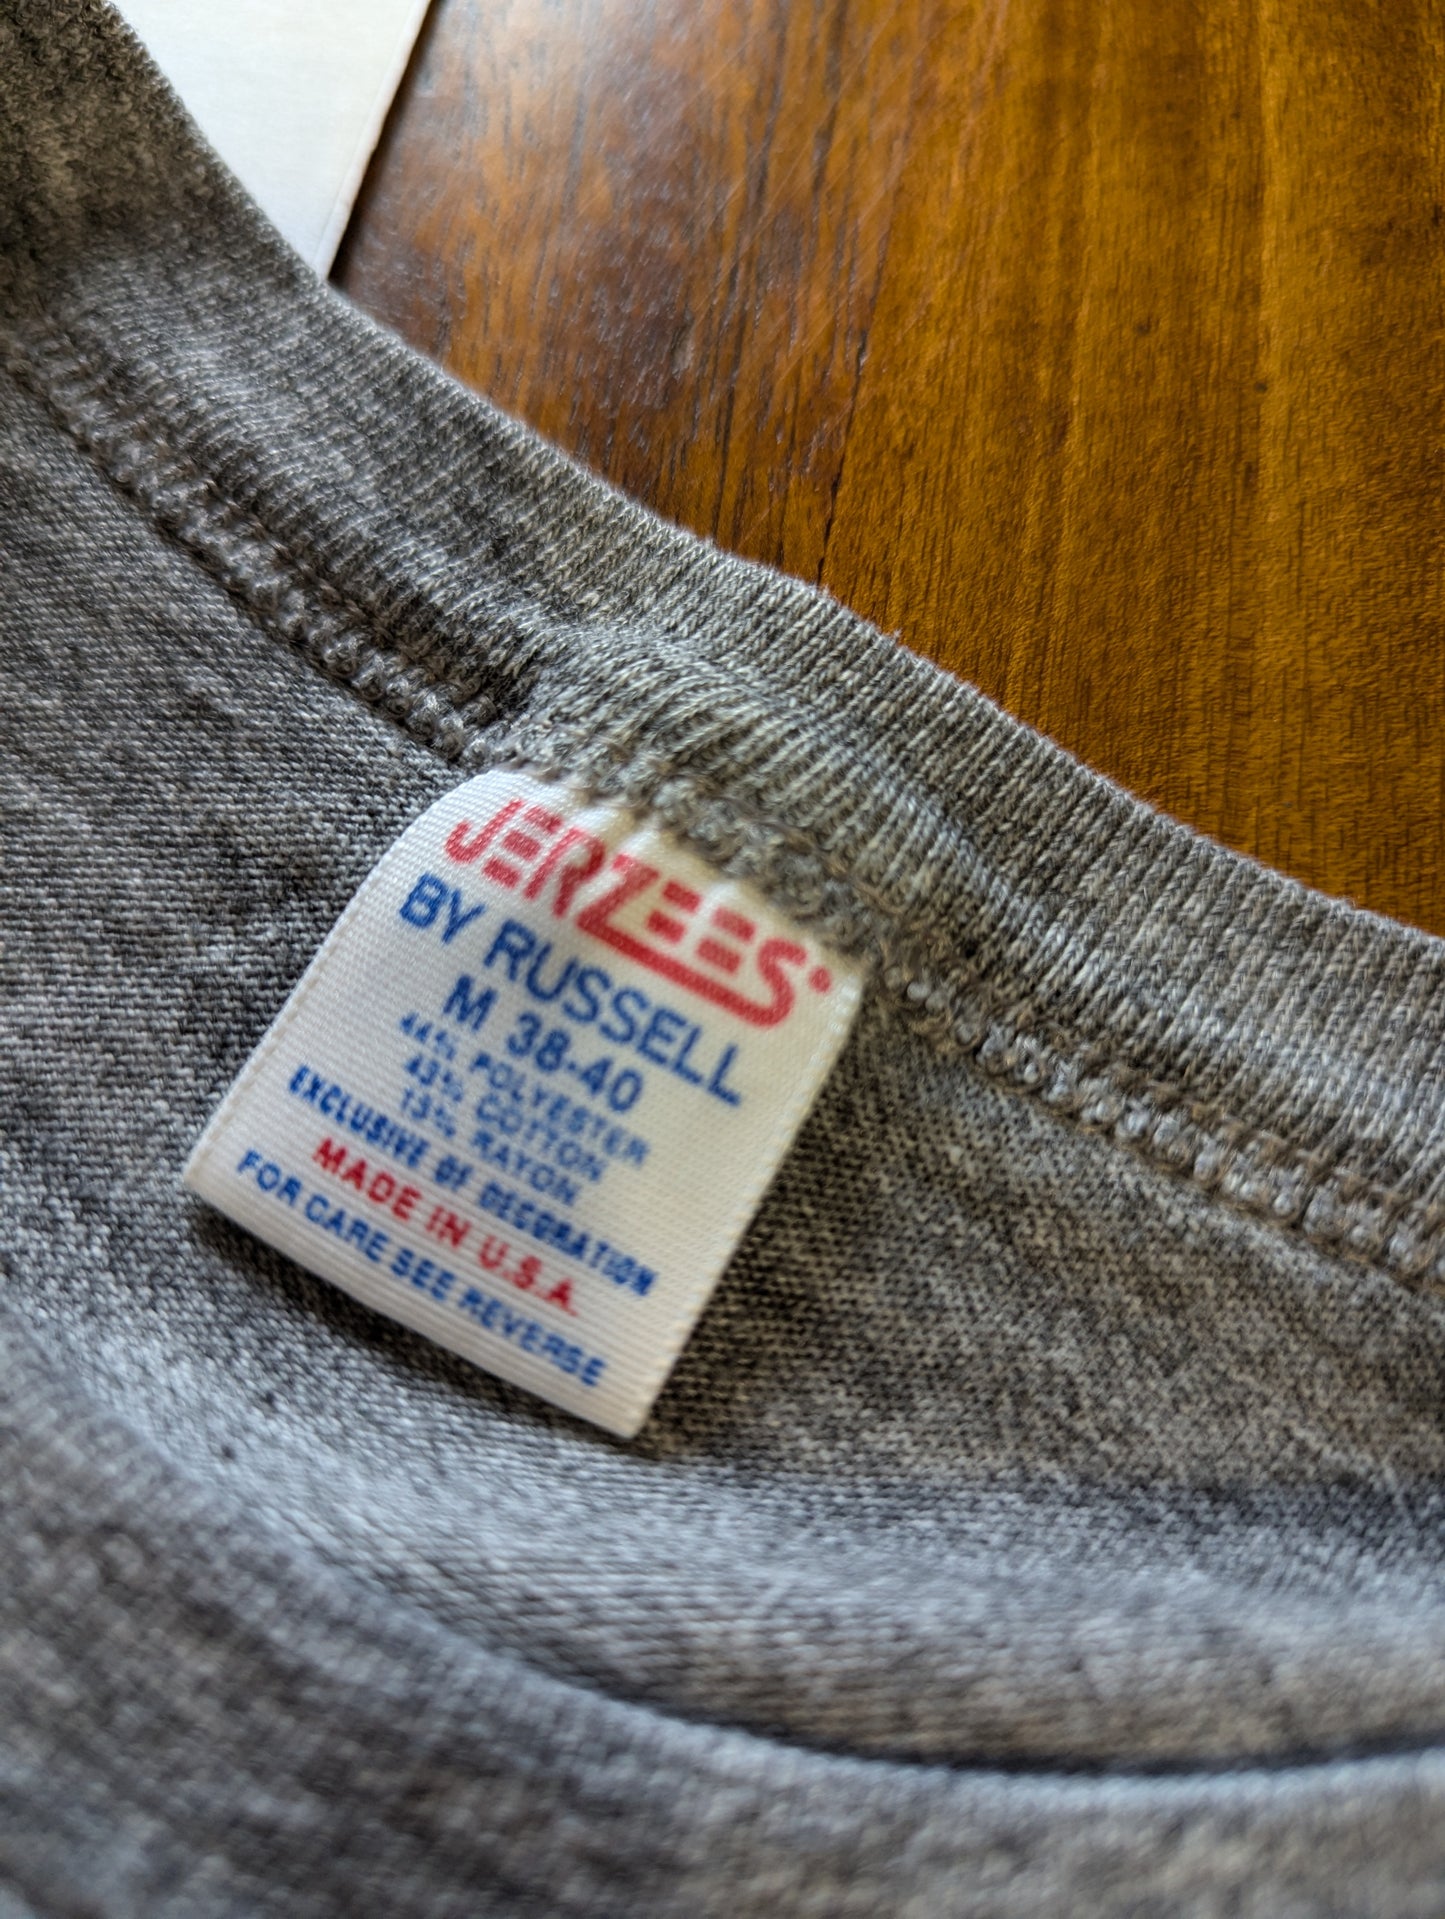 JERZEES®
BY RUSSELL
M 38-40
44% POLYESTER
43% COTTON
13% RAYON
EXCLUSIVE OF DECORATION
MADE IN U.S.A.
FOR CARE SEE REVERSE